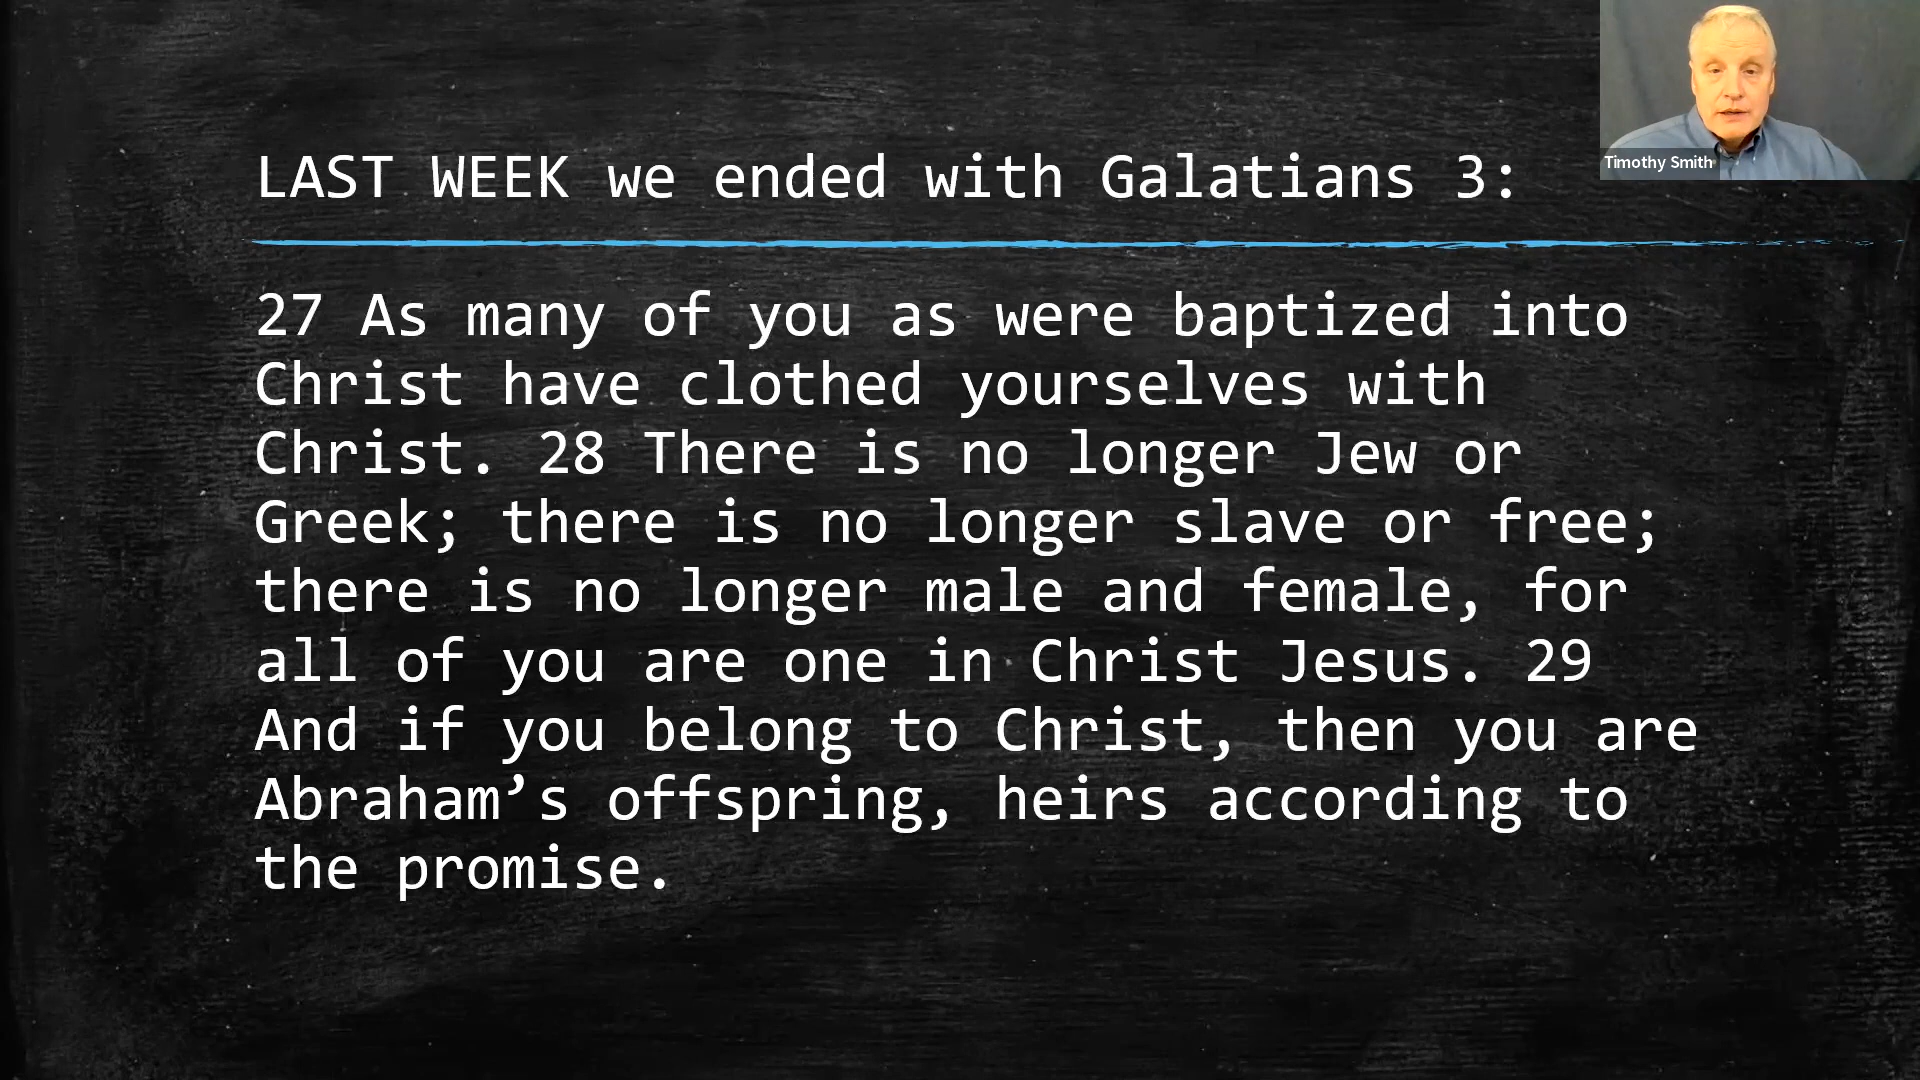 LAST WEEK we ended with Galatians 3:
Timothy Smith
27 As many of you as were baptized into
Christ have clothed yourselves with
Christ. 28 There is no longer Jew or
Greek; there is no longer slave or free;
there is no longer male and female, for
all of you are one in Christ Jesus. 29
And if you belong to Christ, then you are
Abraham’s offspring, heirs according to
the promise.